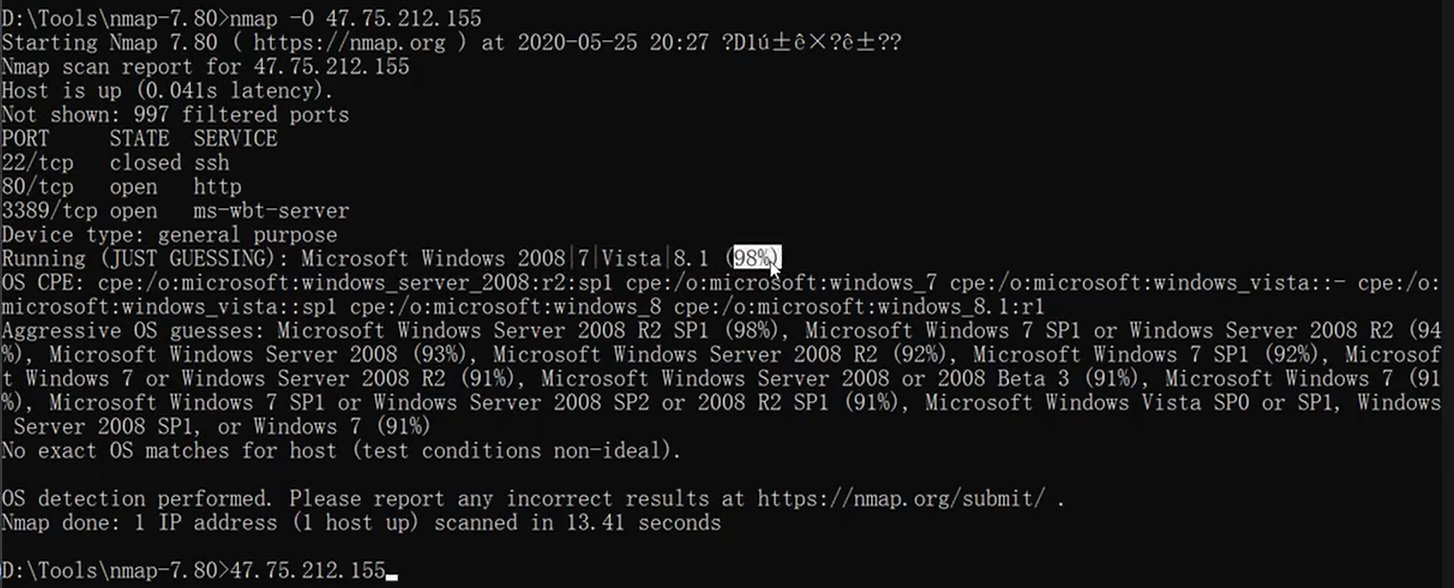 D:\Tools\nmap-7.80>nmap -O 47.75.212.155
Starting Nmap 7.80 ( https://nmap.org ) at 2020-05-25 20:27 ?D1ú±ê×?ê±??
Nmap scan report for 47.75.212.155
Host is up (0.041s latency).
Not shown: 997 filtered ports
PORT     STATE  SERVICE
22/tcp   closed ssh
80/tcp   open   http
3389/tcp open   ms-wbt-server
Device type: general purpose
Running (JUST GUESSING): Microsoft Windows 2008|7|Vista|8.1 (98%)
OS CPE: cpe:/o:microsoft:windows_server_2008:r2:sp1 cpe:/o:microsoft:windows_7 cpe:/o:microsoft:windows_vista::- cpe:/o:
microsoft:windows_vista::sp1 cpe:/o:microsoft:windows_8 cpe:/o:microsoft:windows_8.1:r1
Aggressive OS guesses: Microsoft Windows Server 2008 R2 SP1 (98%), Microsoft Windows 7 SP1 or Windows Server 2008 R2 (94
%), Microsoft Windows Server 2008 (93%), Microsoft Windows Server 2008 R2 (92%), Microsoft Windows 7 SP1 (92%), Microsof
t Windows 7 or Windows Server 2008 R2 (91%), Microsoft Windows Server 2008 or 2008 Beta 3 (91%), Microsoft Windows 7 (91
%), Microsoft Windows 7 SP1 or Windows Server 2008 SP2 or 2008 R2 SP1 (91%), Microsoft Windows Vista SP0 or SP1, Windows
 Server 2008 SP1, or Windows 7 (91%)
No exact OS matches for host (test conditions non-ideal).
OS detection performed. Please report any incorrect results at https://nmap.org/submit/ .
Nmap done: 1 IP address (1 host up) scanned in 13.41 seconds
D:\Tools\nmap-7.80>47.75.212.155